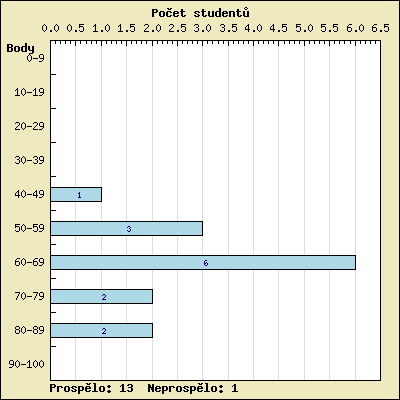 Počet studentů
0.0 0.5 1.0 1.5 2.0 2.5 3.0 3.5 4.0 4.5 5.0 5.5 6.0 6.5
Body
0-9
10-19
20-29
30-39
40-49 1
50-59 3
60-69 6
70-79 2
80-89 2
90-100
Prospělo: 13 Neprospělo: 1